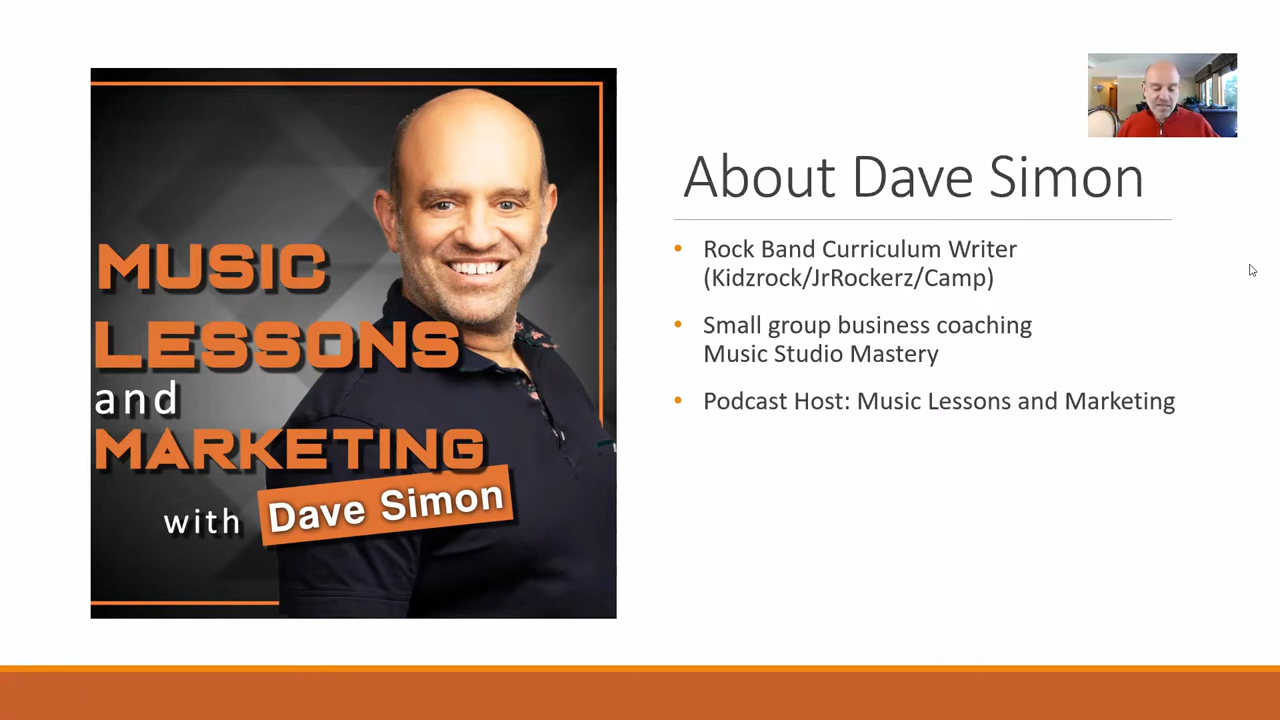 MUSIC
LESSONS
and
MARKETING
with Dave Simon
About Dave Simon
• Rock Band Curriculum Writer
(Kidzrock/JrRockerz/Camp)
• Small group business coaching
Music Studio Mastery
• Podcast Host: Music Lessons and Marketing